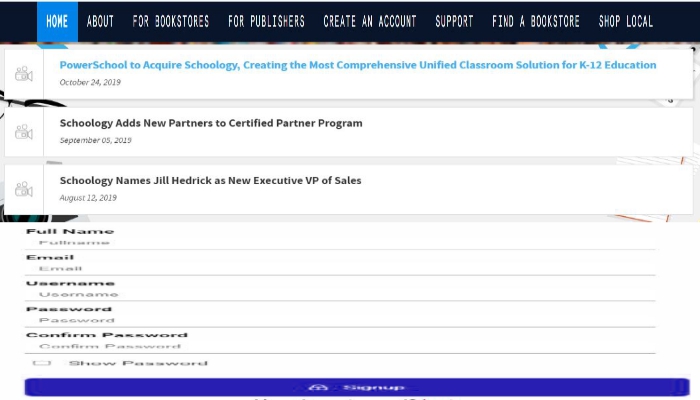 HOME ABOUT FOR BOOKSTORES FOR PUBLISHERS CREATE AN ACCOUNT SUPPORT FIND A BOOKSTORE SHOP LOCAL
PowerSchool to Acquire Schoology, Creating the Most Comprehensive Unified Classroom Solution for K-12 Education
October 24, 2019
Schoology Adds New Partners to Certified Partner Program
September 05, 2019
Schoology Names Jill Hedrick as New Executive VP of Sales
August 12, 2019
Full Name
Fullname
Email
Email
Username
Username
Password
Password
Confirm Password
Confirm Password
Show Password
Signup